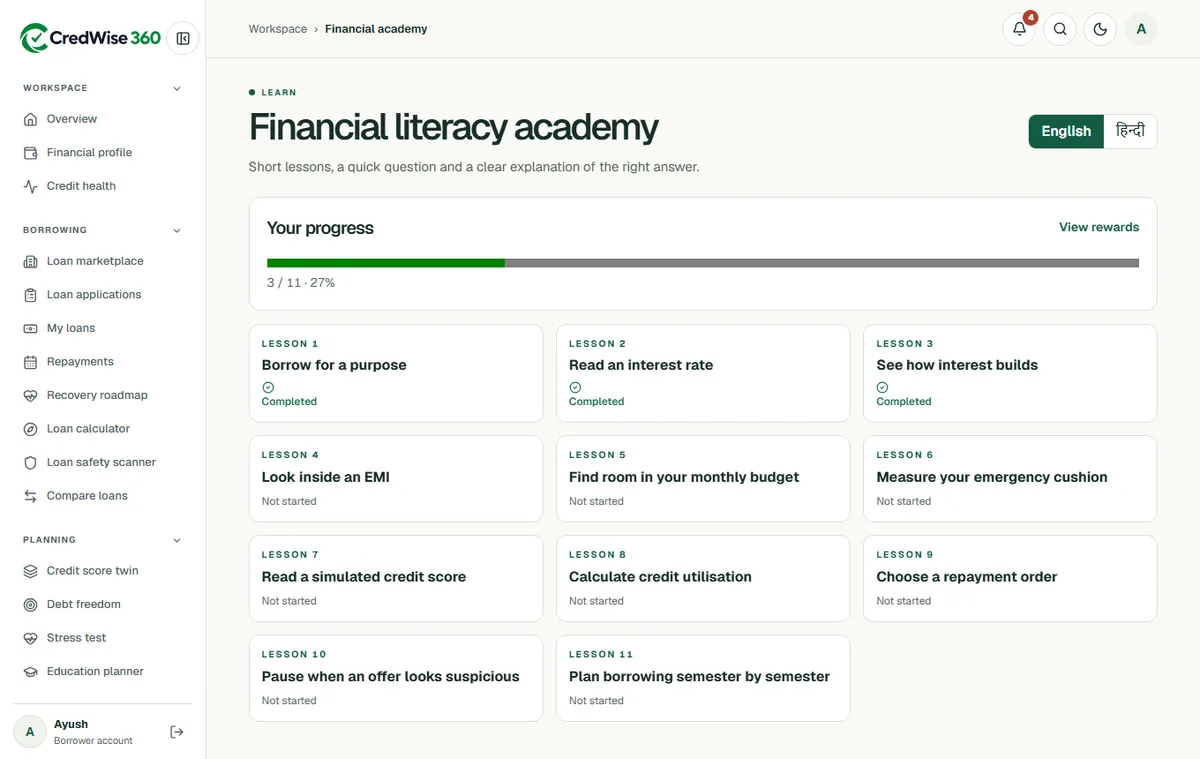 CredWise 360
WORKSPACE
Overview
Financial profile
Credit health
BORROWING
Loan marketplace
Loan applications
My loans
Repayments
Recovery roadmap
Loan calculator
Loan safety scanner
Compare loans
PLANNING
Credit score twin
Debt freedom
Stress test
Education planner
A
Ayush
Borrower account
Workspace › Financial academy
4
A
LEARN
Financial literacy academy
Short lessons, a quick question and a clear explanation of the right answer.
English
हिन्दी
Your progress
View rewards
3 / 11 · 27%
LESSON 1
Borrow for a purpose
Completed
LESSON 2
Read an interest rate
Completed
LESSON 3
See how interest builds
Completed
LESSON 4
Look inside an EMI
Not started
LESSON 5
Find room in your monthly budget
Not started
LESSON 6
Measure your emergency cushion
Not started
LESSON 7
Read a simulated credit score
Not started
LESSON 8
Calculate credit utilisation
Not started
LESSON 9
Choose a repayment order
Not started
LESSON 10
Pause when an offer looks suspicious
Not started
LESSON 11
Plan borrowing semester by semester
Not started